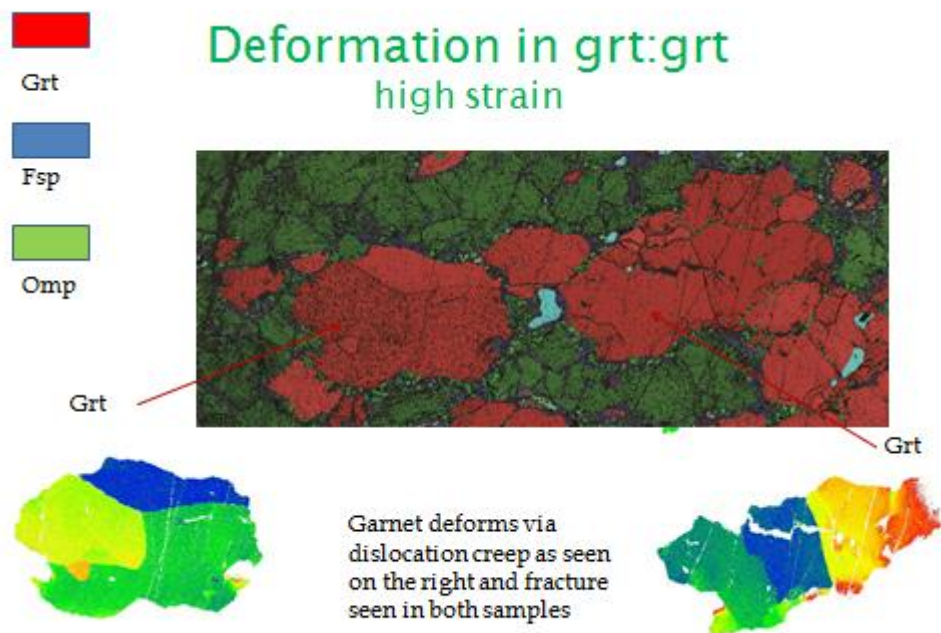 Deformation in grt:grt
high strain
Grt
Fsp
Omp
Grt
Grt
Garnet deforms via
dislocation creep as seen
on the right and fracture
seen in both samples